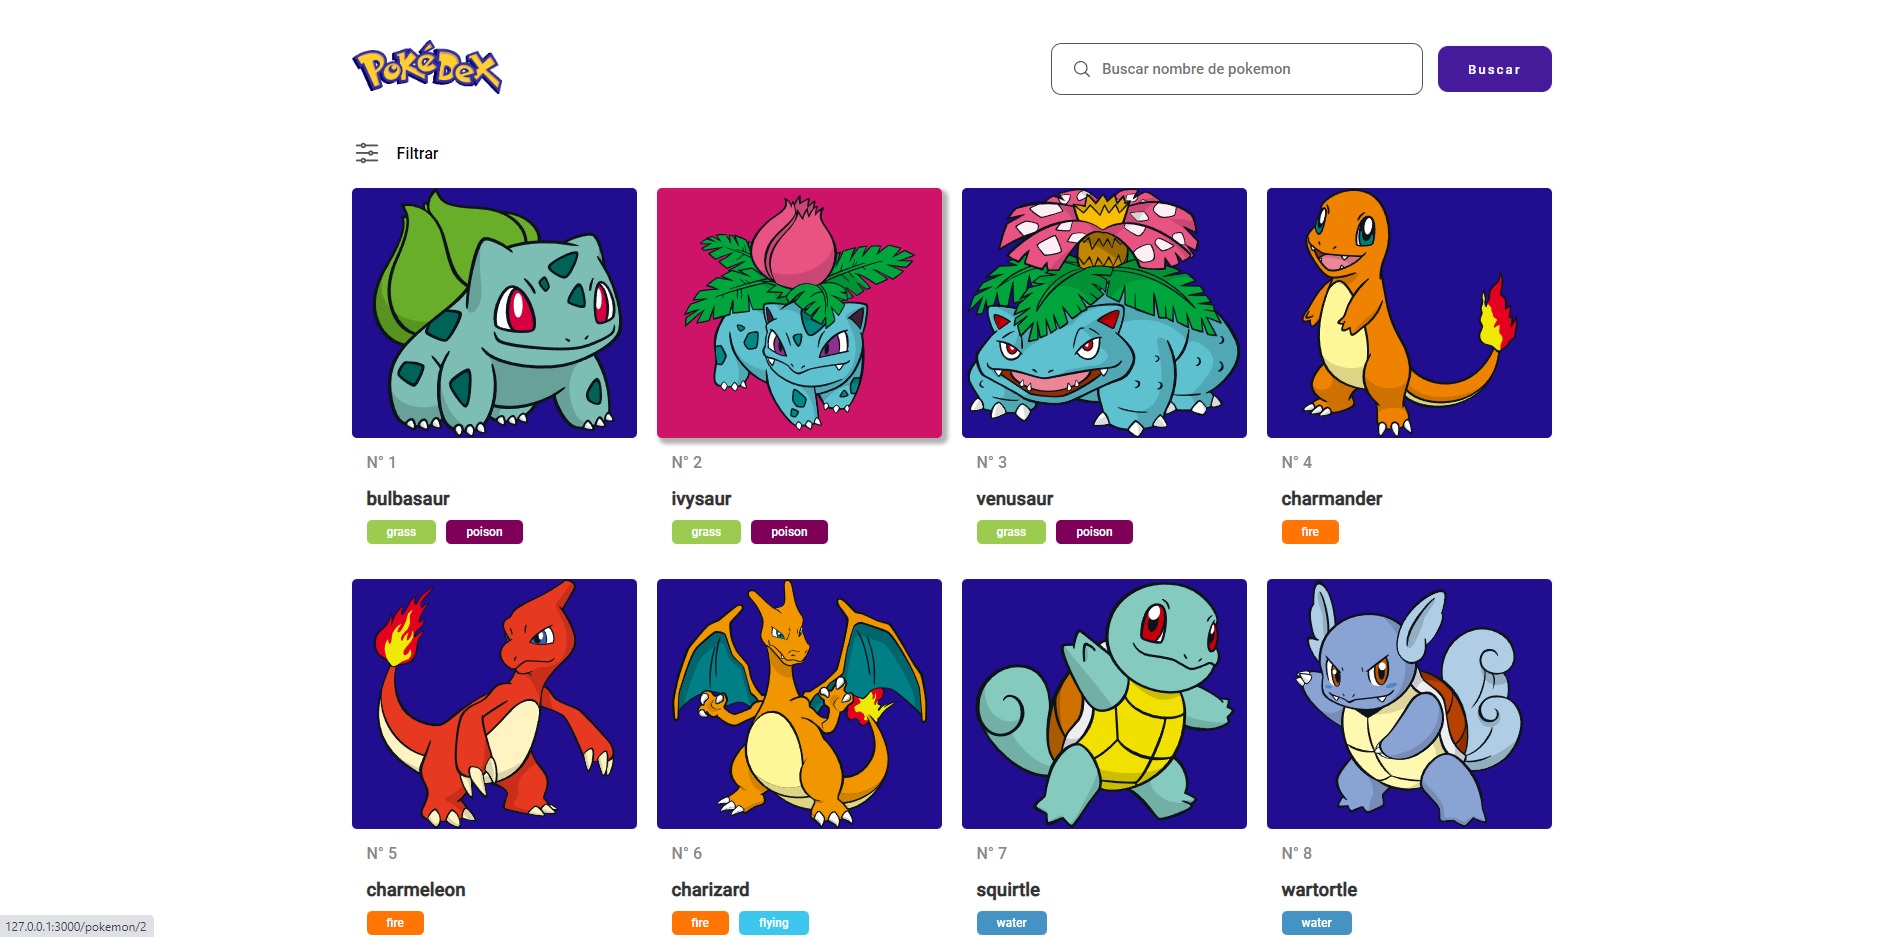 PoKéDeX
Buscar nombre de pokemon
Buscar
Filtrar
N° 1
bulbasaur
grass poison
N° 2
ivysaur
grass poison
N° 3
venusaur
grass poison
N° 4
charmander
fire
N° 5
charmeleon
fire
N° 6
charizard
fire flying
N° 7
squirtle
water
N° 8
wartortle
water
127.0.0.1:3000/pokemon/2